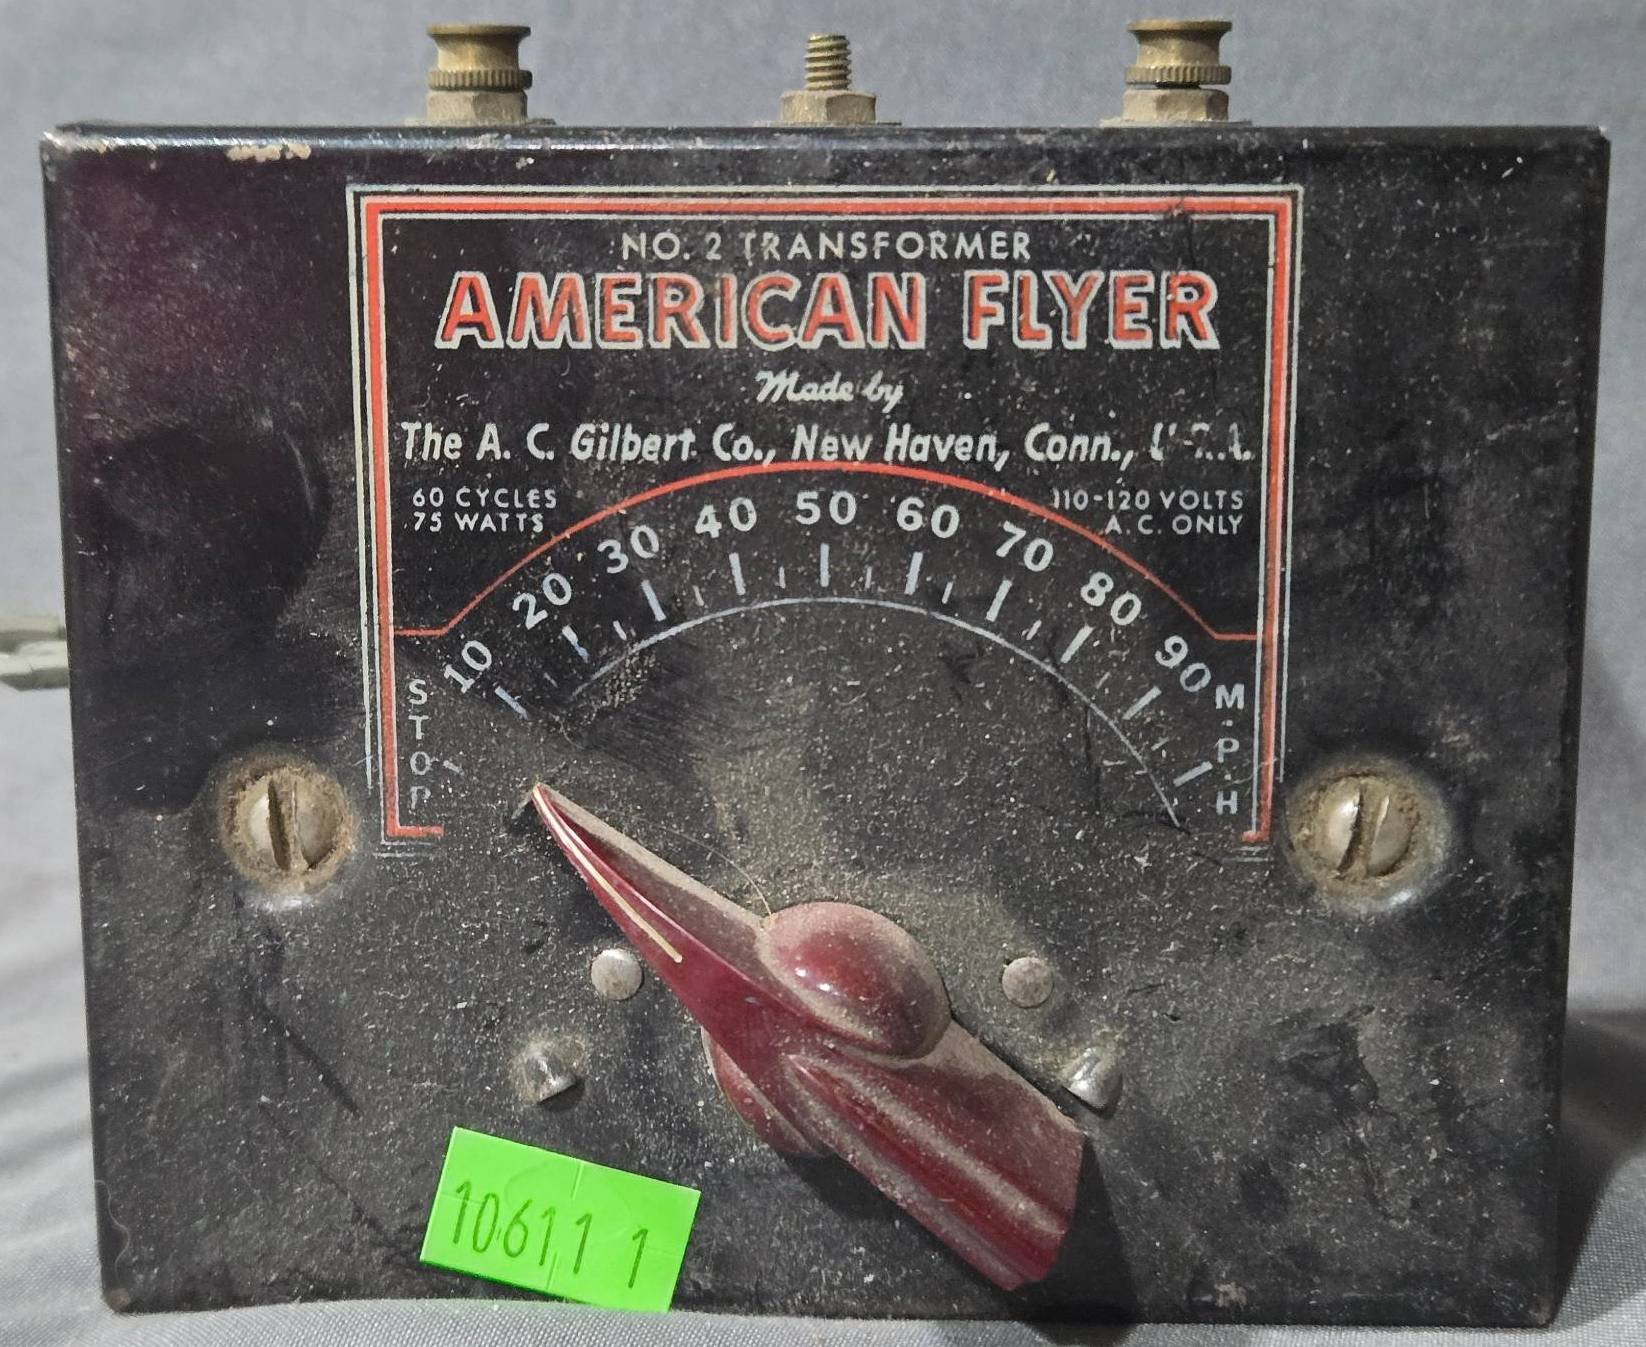 NO. 2 TRANSFORMER
AMERICAN FLYER
Made by
The A. C. Gilbert Co., New Haven, Conn.,
60 CYCLES
75 WATTS
110-120 VOLTS
A.C. ONLY
STOP
10 20 30 40 50 60 70 80 90
M.P.H
10611 1